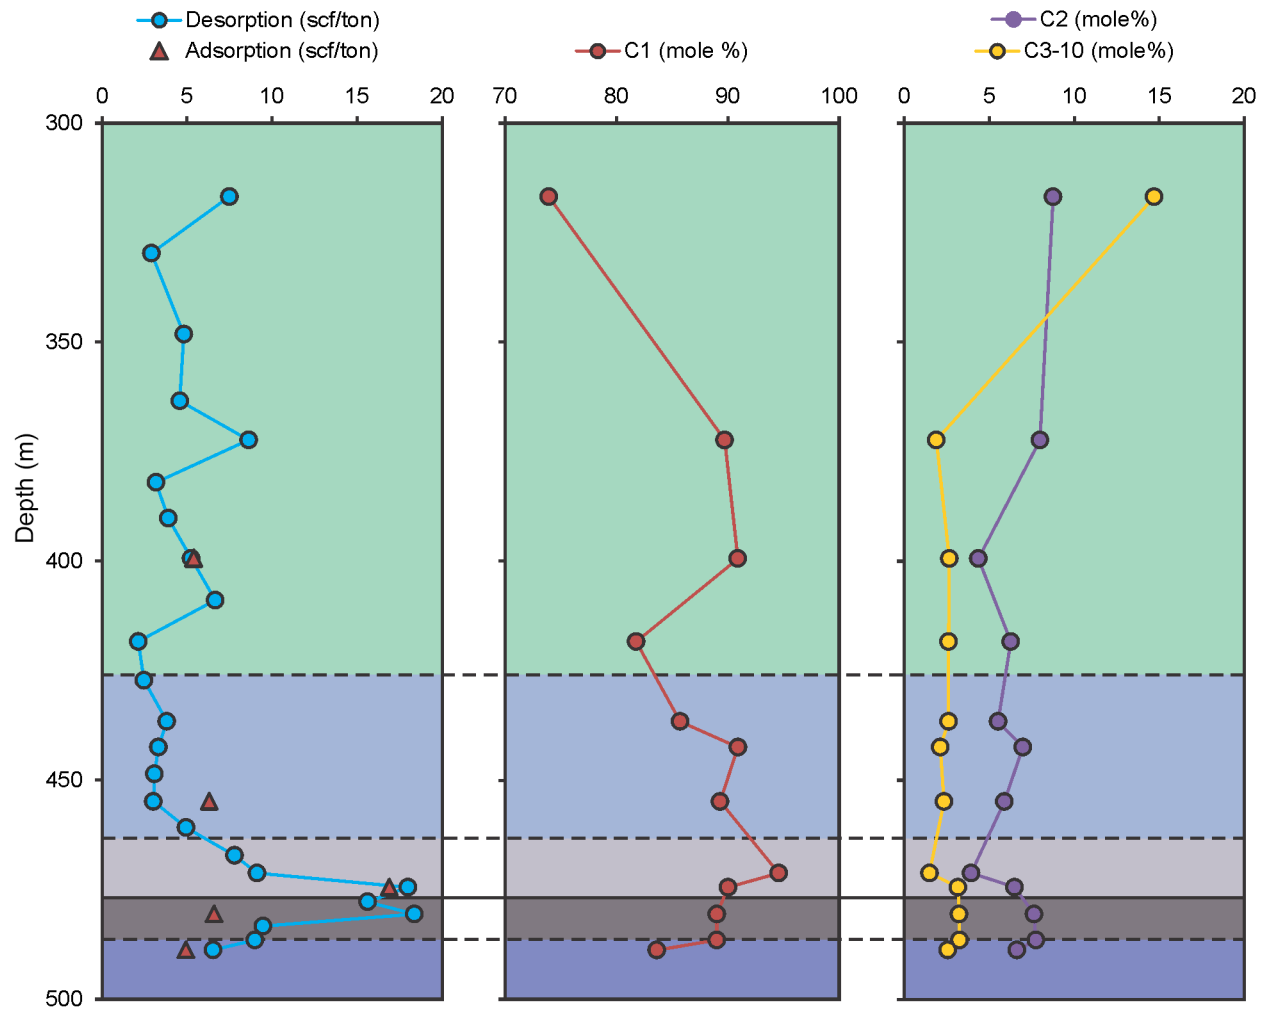 Desorption (scf/ton)
Adsorption (scf/ton)
C1 (mole %)
C2 (mole%)
C3-10 (mole%)
0 5 10 15 20
70 80 90 100
0 5 10 15 20
300
350
400
450
500
Depth (m)